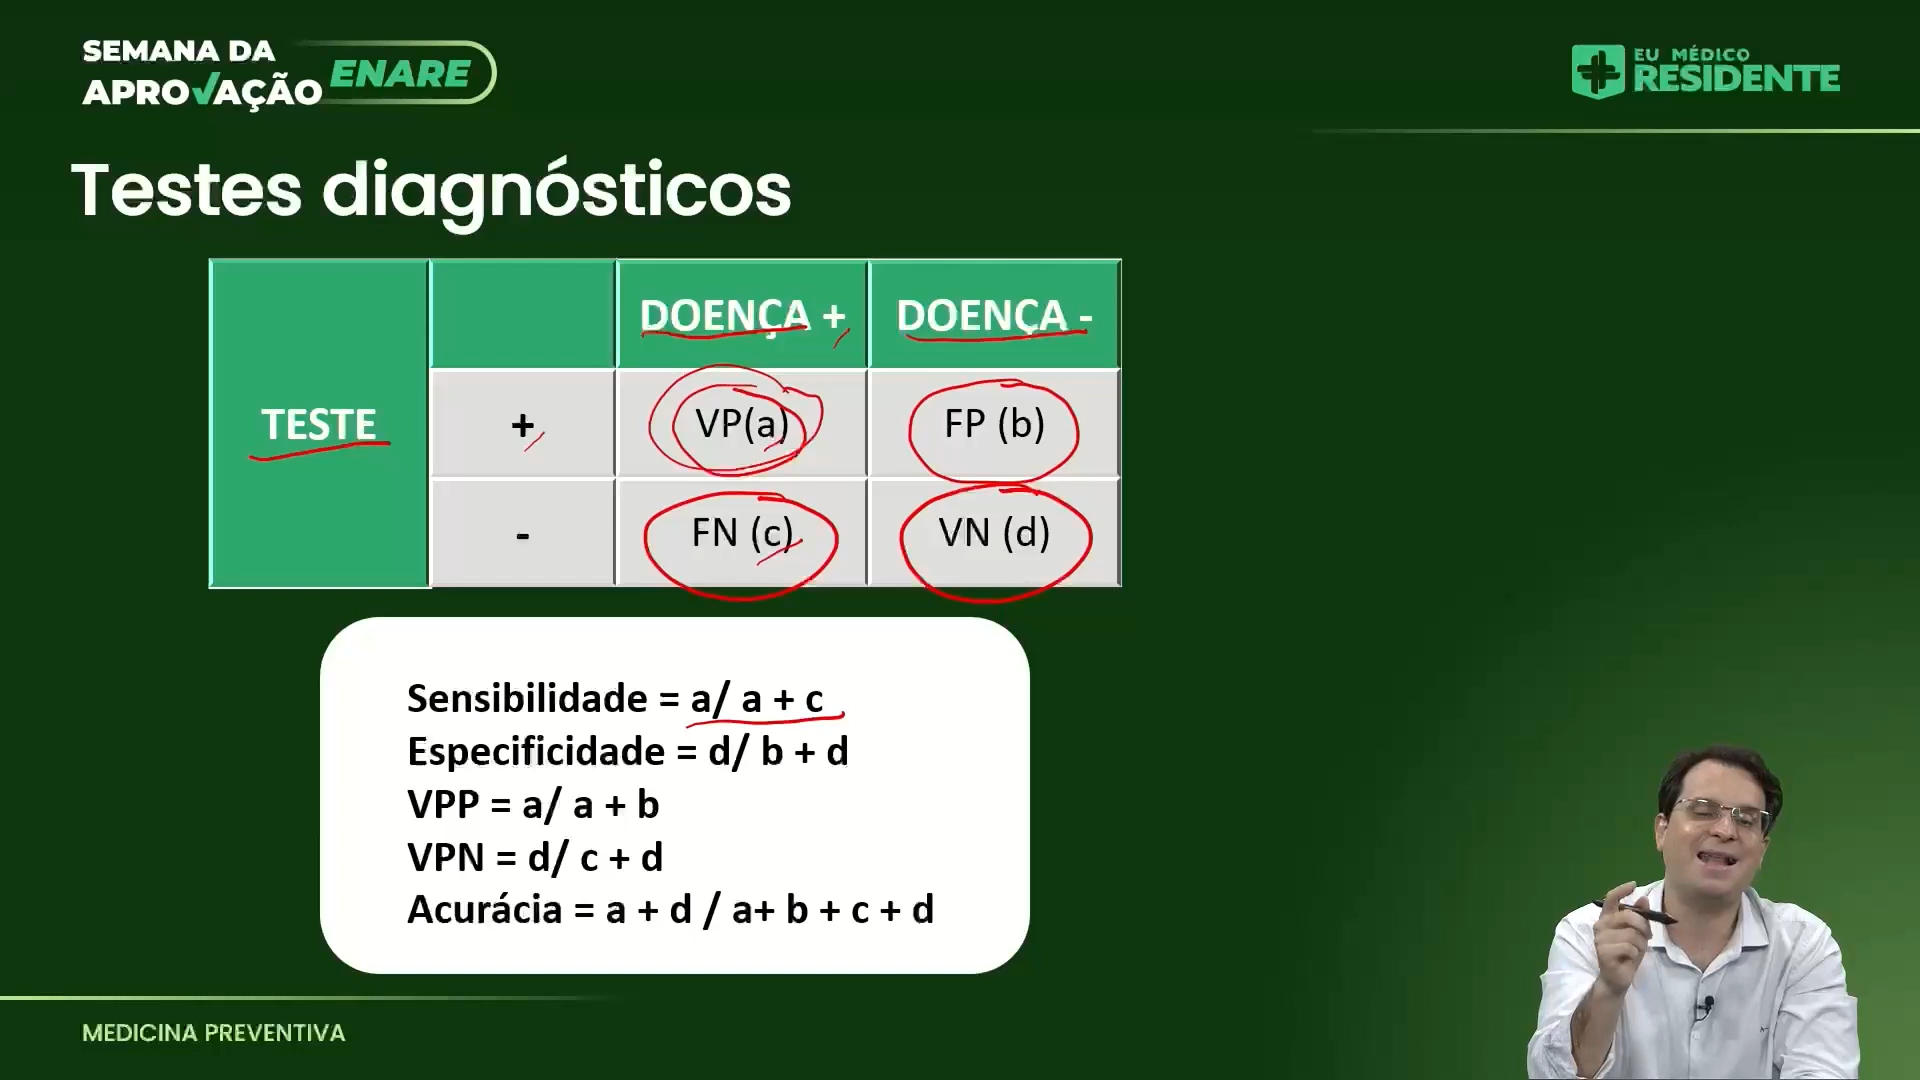 SEMANA DA
APROVAÇÃO ENARE
EU MÉDICO
RESIDENTE
Testes diagnósticos
DOENÇA + DOENÇA -
TESTE + VP(a) FP (b)
- FN (c) VN (d)
Sensibilidade = a/ a + c
Especificidade = d/ b + d
VPP = a/ a + b
VPN = d/ c + d
Acurácia = a + d / a+ b + c + d
MEDICINA PREVENTIVA